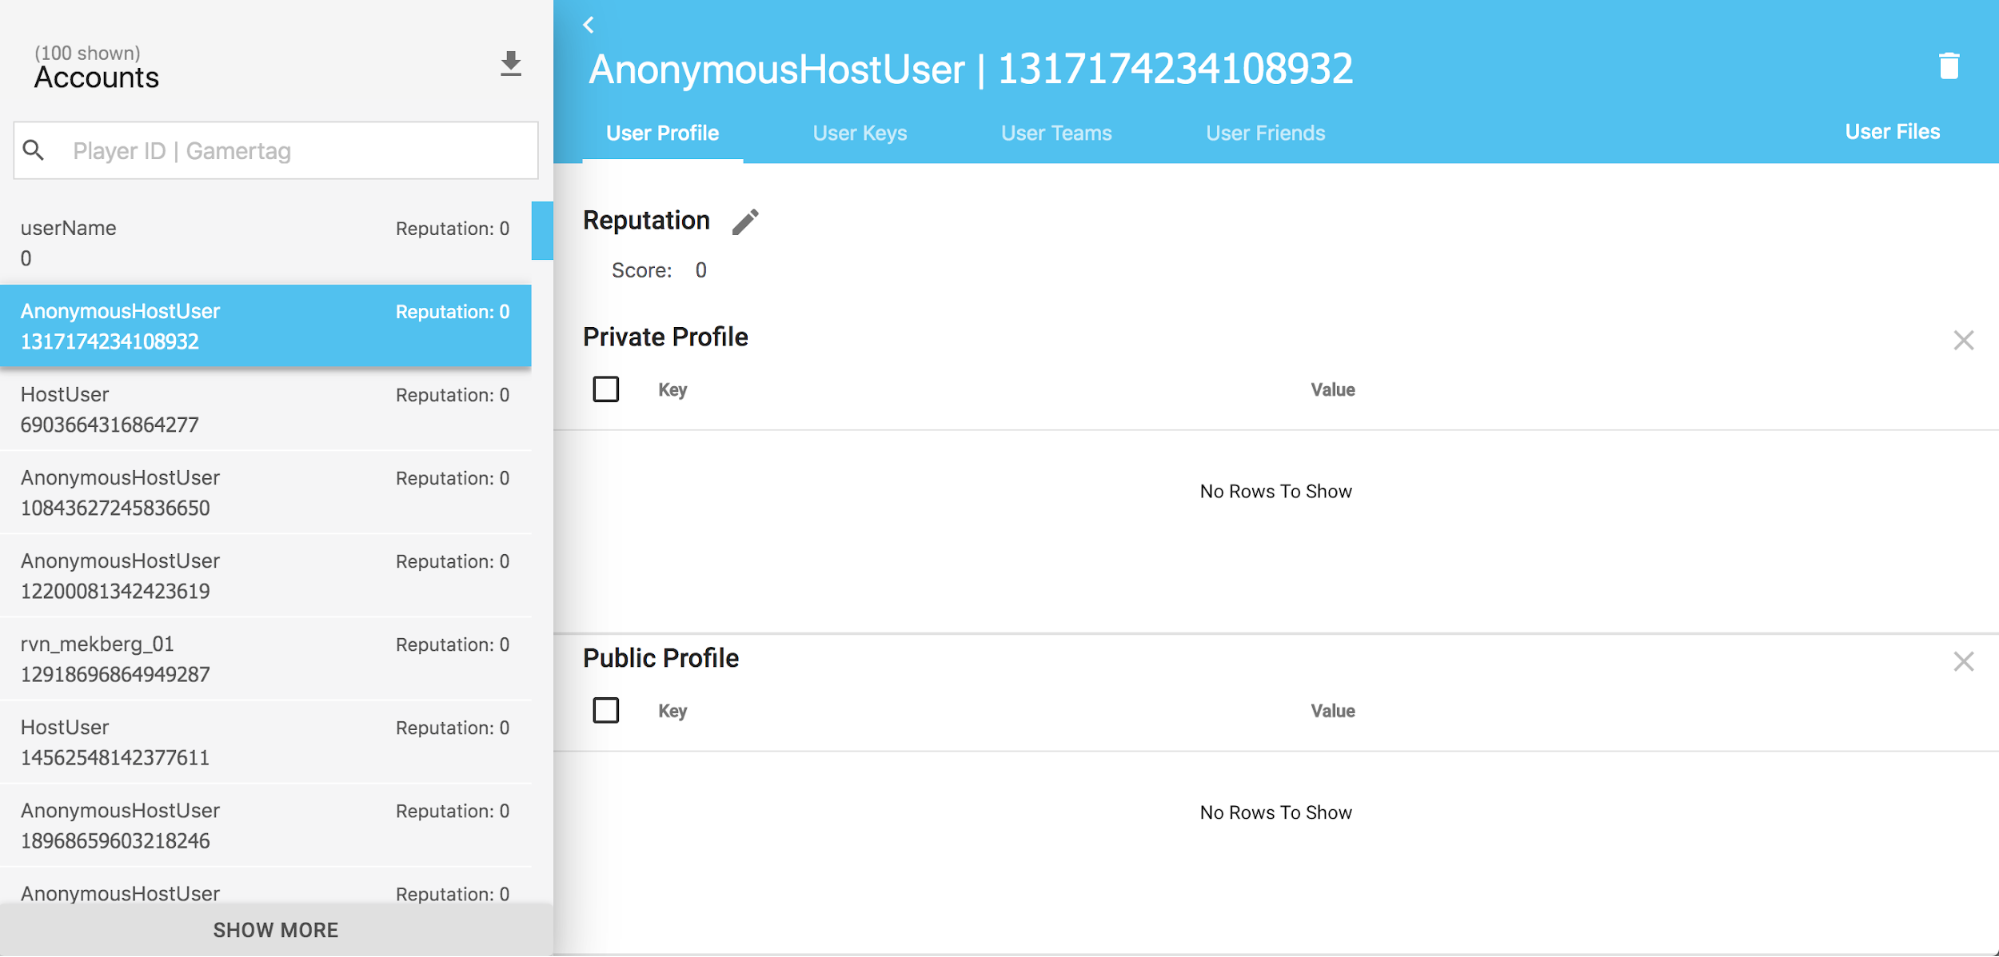 (100 shown)
Accounts
Player ID | Gamertag
userName Reputation: 0
0
AnonymousHostUser Reputation: 0
1317174234108932
HostUser Reputation: 0
6903664316864277
AnonymousHostUser Reputation: 0
10843627245836650
AnonymousHostUser Reputation: 0
12200081342423619
rvn_mekberg_01 Reputation: 0
12918696864949287
HostUser Reputation: 0
14562548142377611
AnonymousHostUser Reputation: 0
18968659603218246
AnonymousHostUser Reputation: 0
SHOW MORE
AnonymousHostUser | 1317174234108932
User Profile User Keys User Teams User Friends User Files
Reputation
Score: 0
Private Profile
Key Value
No Rows To Show
Public Profile
Key Value
No Rows To Show